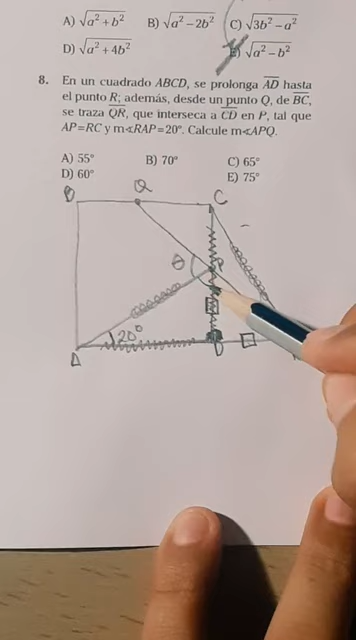 A) √(a² + b²) B) √(a² − 2b²) C) √(3b² − a²)
D) √(a² + 4b²) E) √(a² − b²)
8. En un cuadrado ABCD, se prolonga AD hasta
el punto R; además, desde un punto Q, de BC,
se traza QR, que interseca a CD en P, tal que
AP=RC y m∢RAP=20°. Calcule m∢APQ.
A) 55° B) 70° C) 65°
D) 60° E) 75°
B Q C
θ P
20°
A D